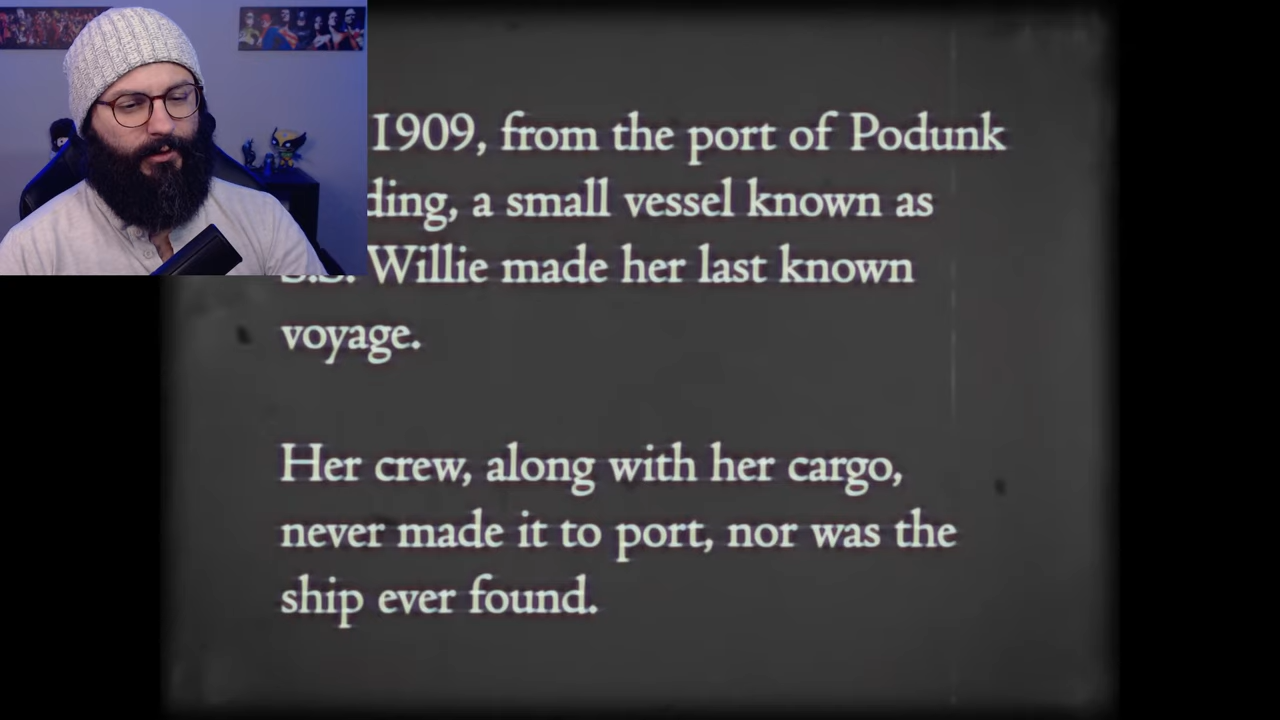 1909, from the port of Podunk
ding, a small vessel known as
S.S. Willie made her last known
voyage.
Her crew, along with her cargo,
never made it to port, nor was the
ship ever found.